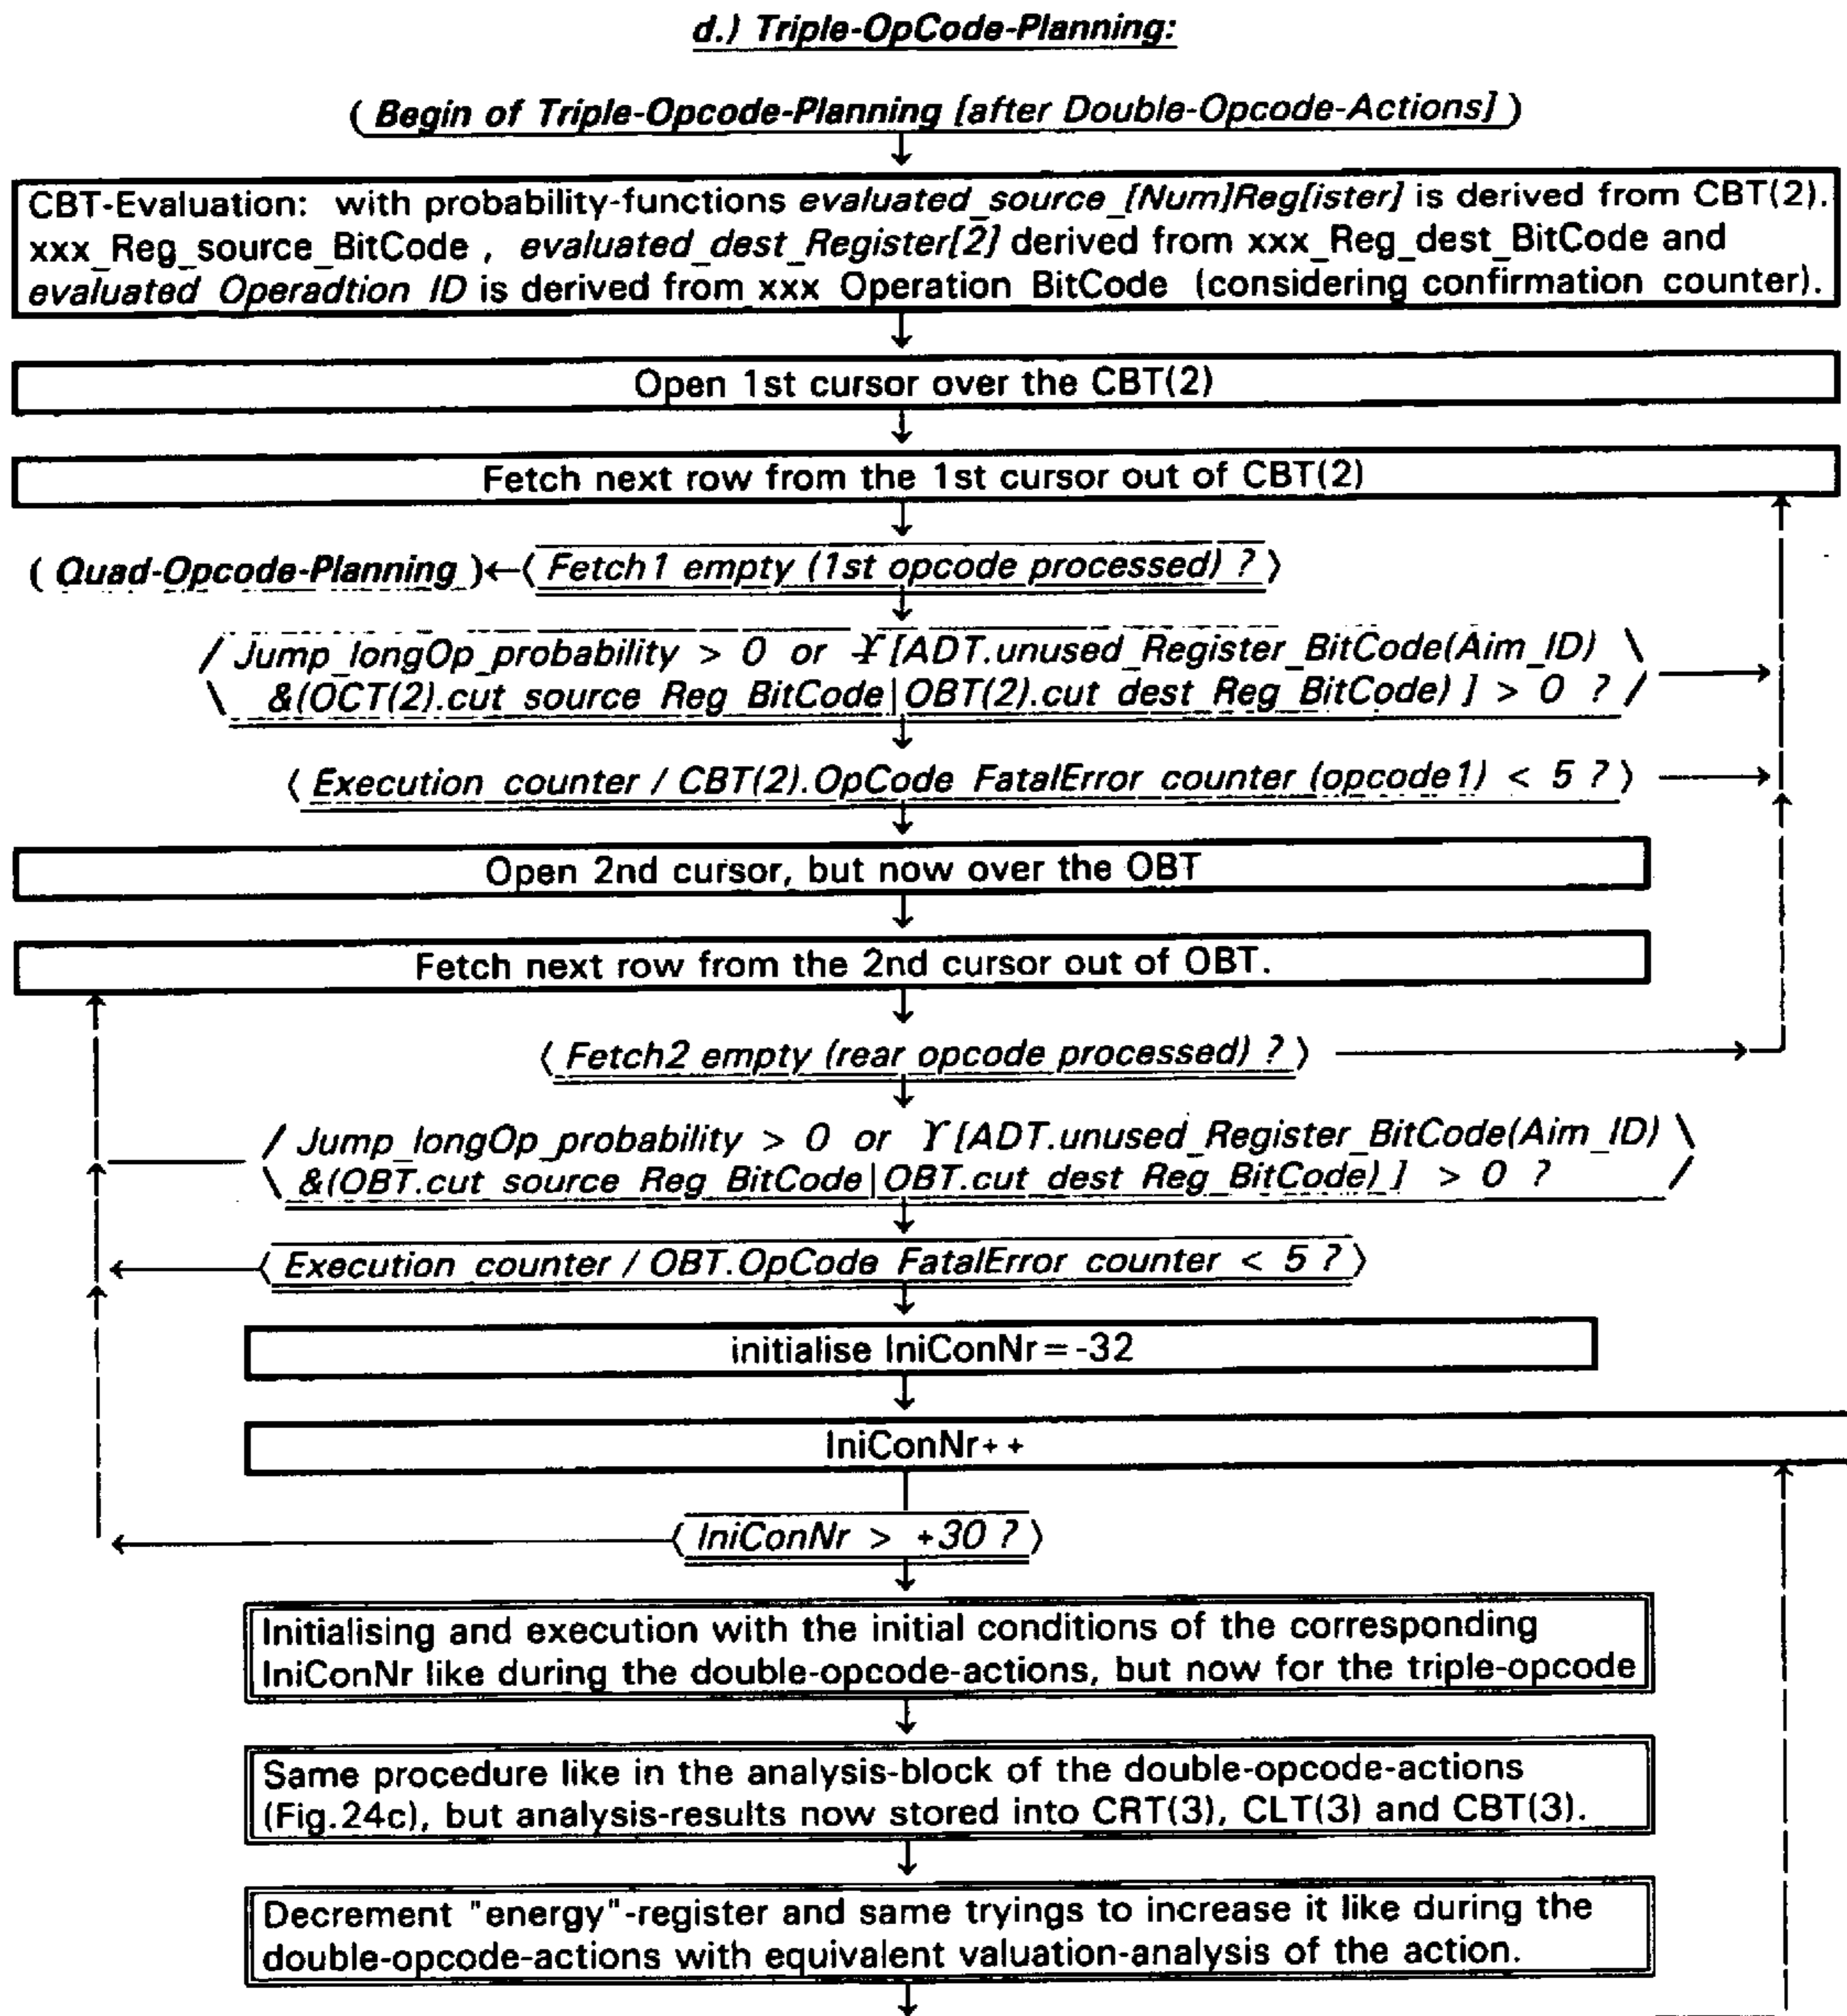 d.) Triple-OpCode-Planning:
( Begin of Triple-Opcode-Planning [after Double-Opcode-Actions] )
CBT-Evaluation: with probability-functions evaluated_source_[Num]Reg[ister] is derived from CBT(2).
xxx_Reg_source_BitCode , evaluated_dest_Register[2] derived from xxx_Reg_dest_BitCode and
evaluated Operadtion ID is derived from xxx Operation BitCode (considering confirmation counter).
Open 1st cursor over the CBT(2)
Fetch next row from the 1st cursor out of CBT(2)
( Quad-Opcode-Planning )←⟨ Fetch1 empty (1st opcode processed) ? ⟩
/ Jump_longOp_probability > 0 or ϒ[ADT.unused_Register_BitCode(Aim_ID) \
\ &(OCT(2).cut source Reg BitCode|OBT(2).cut dest Reg BitCode) ] > 0 ? /
⟨ Execution counter / CBT(2).OpCode FatalError counter (opcode1) < 5 ? ⟩
Open 2nd cursor, but now over the OBT
Fetch next row from the 2nd cursor out of OBT.
⟨ Fetch2 empty (rear opcode processed) ? ⟩
/ Jump_longOp_probability > 0 or ϒ[ADT.unused_Register_BitCode(Aim_ID) \
\ &(OBT.cut source Reg BitCode|OBT.cut dest Reg BitCode) ] > 0 ? /
⟨ Execution counter / OBT.OpCode FatalError counter < 5 ? ⟩
initialise IniConNr=-32
IniConNr++
⟨ IniConNr > +30 ? ⟩
Initialising and execution with the initial conditions of the corresponding
IniConNr like during the double-opcode-actions, but now for the triple-opcode
Same procedure like in the analysis-block of the double-opcode-actions
(Fig.24c), but analysis-results now stored into CRT(3), CLT(3) and CBT(3).
Decrement "energy"-register and same tryings to increase it like during the
double-opcode-actions with equivalent valuation-analysis of the action.